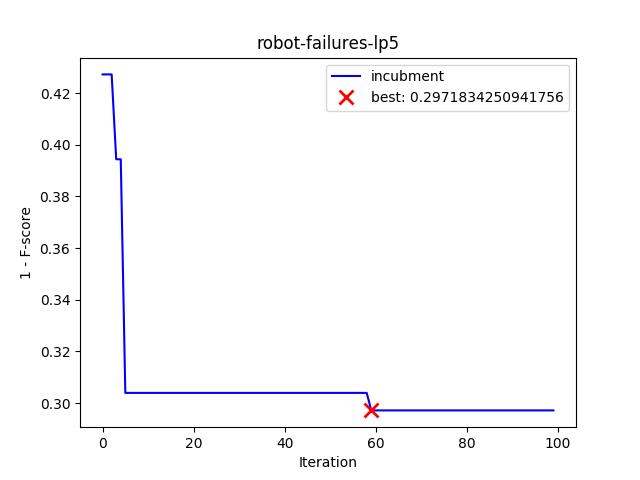 robot-failures-lp5
incubment
best: 0.2971834250941756
1 - F-score
0.42
0.40
0.38
0.36
0.34
0.32
0.30
0 20 40 60 80 100
Iteration